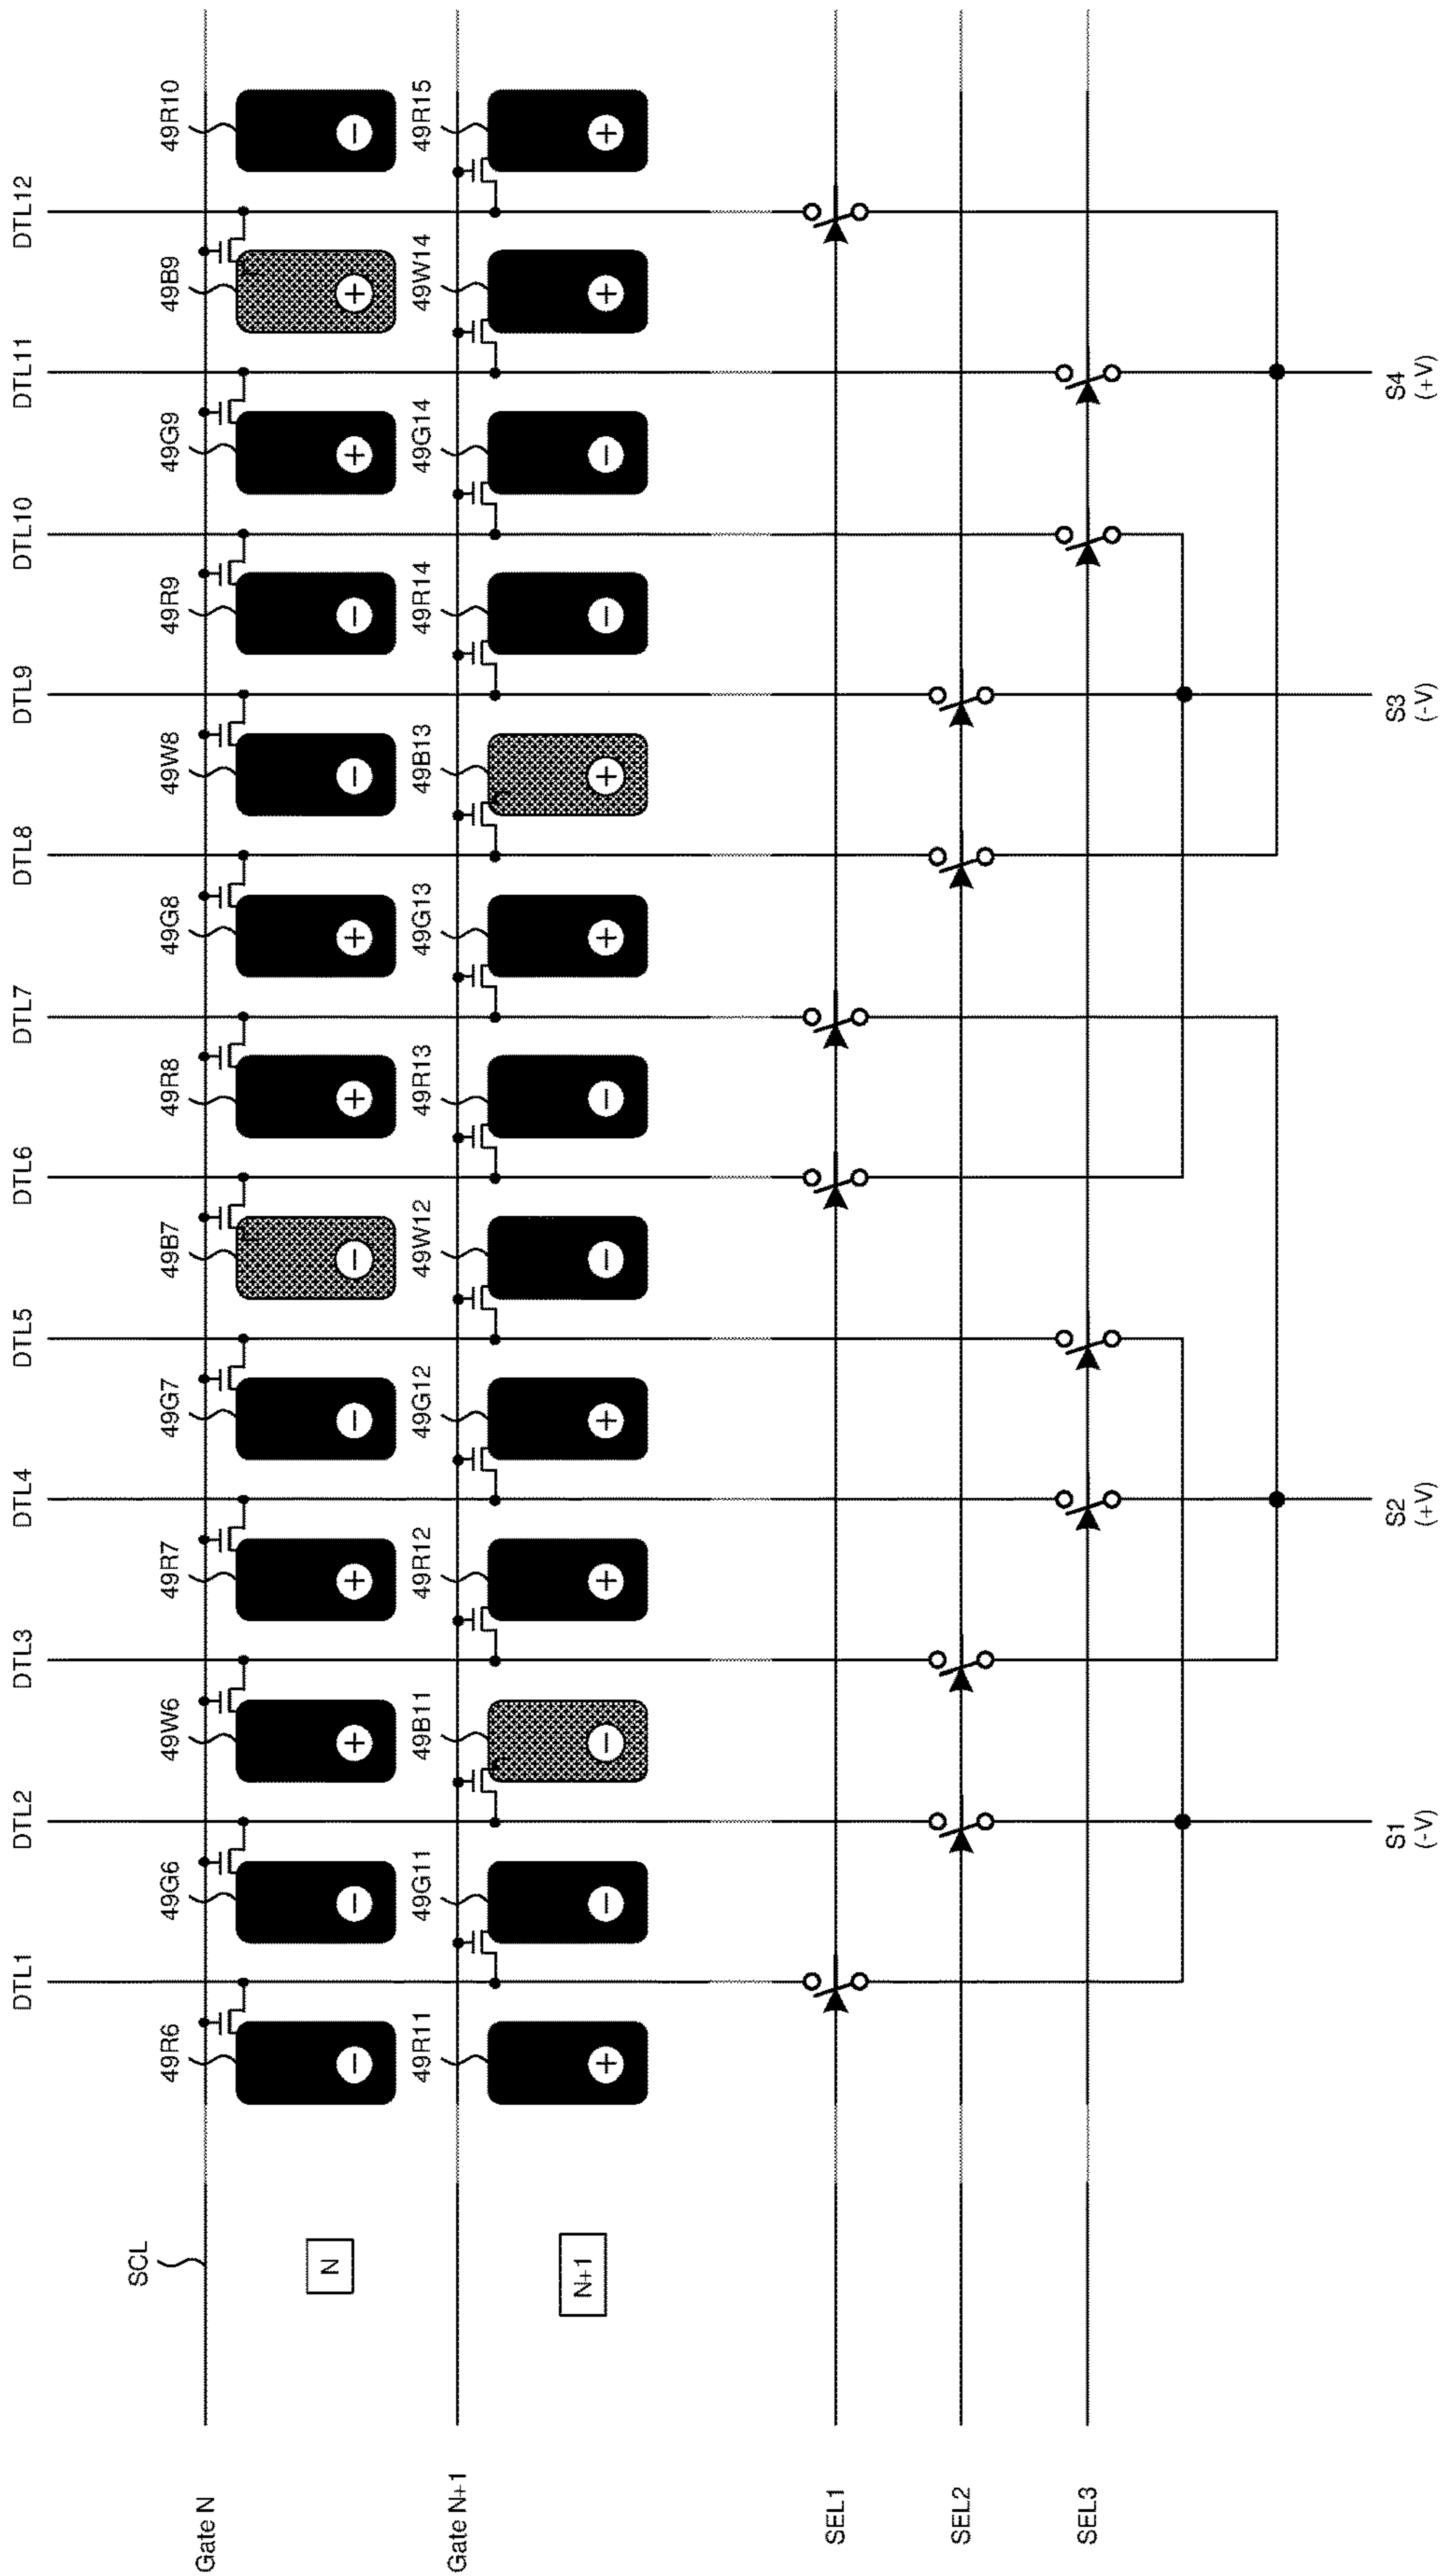 DTL1
DTL2
DTL3
DTL4
DTL5
DTL6
DTL7
DTL8
DTL9
DTL10
DTL11
DTL12
SCL
49R6
49G6
49W6
49R7
49G7
49B7
49R8
49G8
49W8
49R9
49G9
49B9
49R10
Gate N
N
− − + + − − + + − − + + −
49R11
49G11
49B11
49R12
49G12
49W12
49R13
49G13
49B13
49R14
49G14
49W14
49R15
Gate N+1
N+1
+ − − + + − − + + − − + +
SEL1
SEL2
SEL3
S1
(-V)
S2
(+V)
S3
(-V)
S4
(+V)